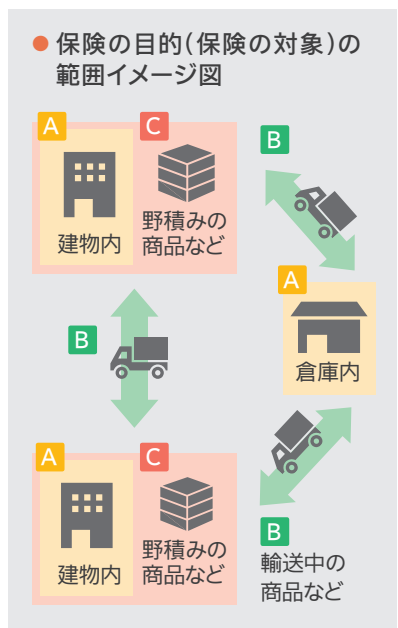 ● 保険の目的(保険の対象)の
範囲イメージ図
A
C
建物内
野積みの
商品など
B
A
倉庫内
B
A
C
建物内
野積みの
商品など
B
輸送中の
商品など